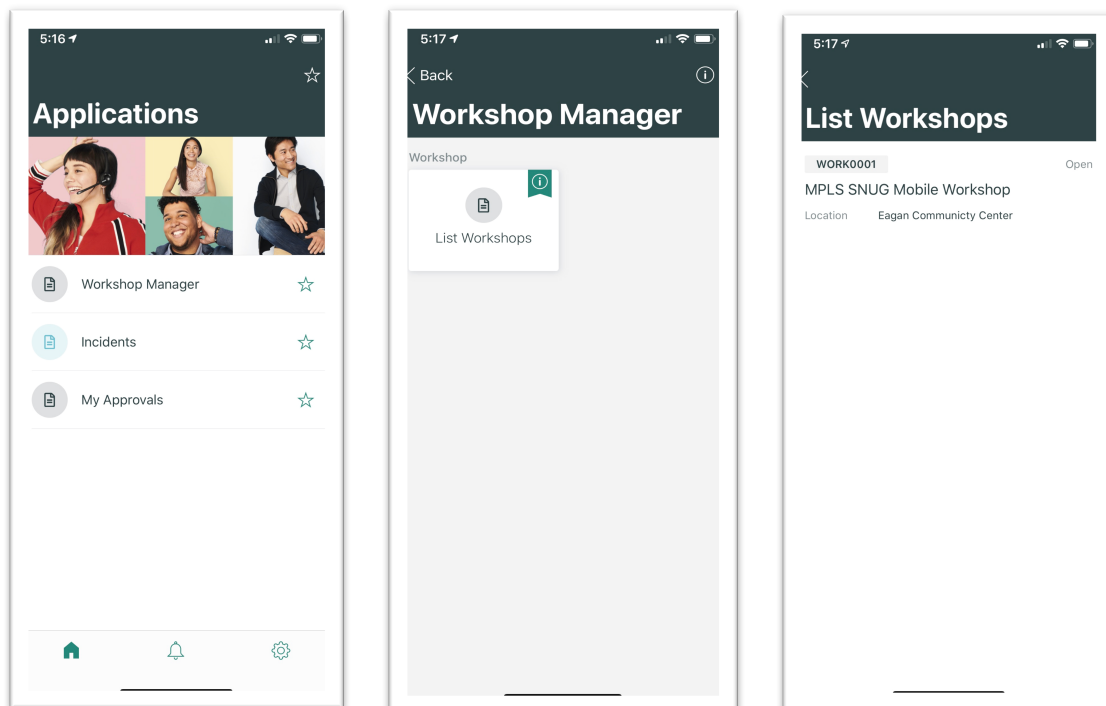 5:16
Applications
Workshop Manager
Incidents
My Approvals
5:17
Back
Workshop Manager
Workshop
List Workshops
5:17
List Workshops
WORK0001 Open
MPLS SNUG Mobile Workshop
Location Eagan Communicty Center